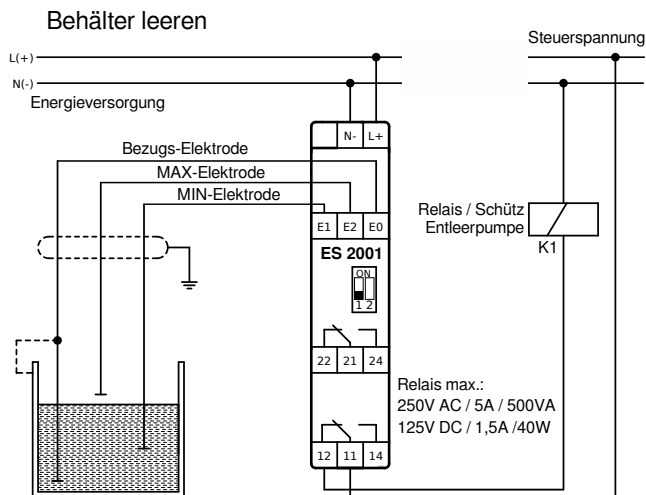 Behälter leeren
Steuerspannung
L(+)
N(-)
Energieversorgung
N- L+
Bezugs-Elektrode
MAX-Elektrode
MIN-Elektrode
E1 E2 E0
Relais / Schütz
Entleerpumpe
K1
ES 2001
ON
1 2
22 21 24
Relais max.:
250V AC / 5A / 500VA
125V DC / 1,5A /40W
12 11 14